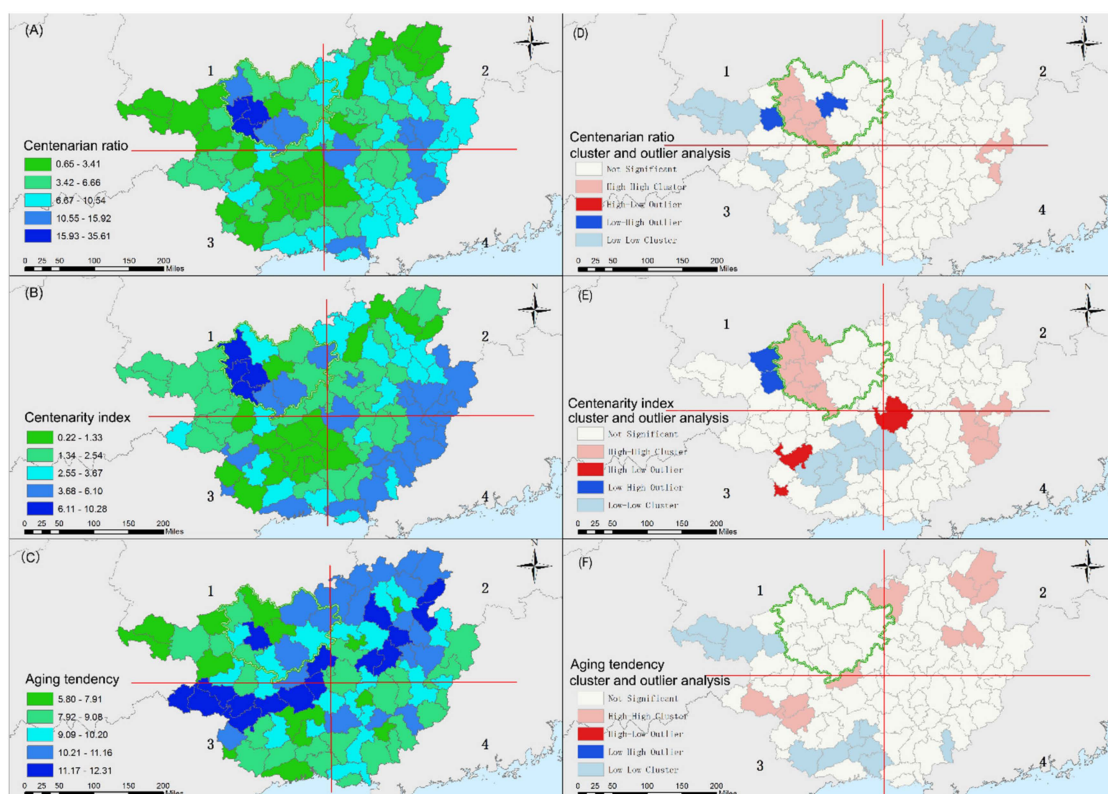 (A)
N
1
2
Centenarian ratio
0.65 - 3.41
3.42 - 6.66
6.67 - 10.54
10.55 - 15.92
15.93 - 35.61
3
4
0 25 50 100 150 200
Miles
(D)
N
1
2
Centenarian ratio
cluster and outlier analysis
Not Significant
High-High Cluster
High-Low Outlier
Low-High Outlier
Low-Low Cluster
3
4
0 25 50 100 150 200
Miles
(B)
N
1
2
Centenarity index
0.22 - 1.33
1.34 - 2.54
2.55 - 3.67
3.68 - 6.10
6.11 - 10.28
3
4
0 25 50 100 150 200
Miles
(E)
N
1
2
Centenarity index
cluster and outlier analysis
Not Significant
High-High Cluster
High-Low Outlier
Low-High Outlier
Low-Low Cluster
3
4
0 25 50 100 150 200
Miles
(C)
N
1
2
Aging tendency
5.80 - 7.91
7.92 - 9.08
9.09 - 10.20
10.21 - 11.16
11.17 - 12.31
3
4
0 25 50 100 150 200
Miles
(F)
N
1
2
Aging tendency
cluster and outlier analysis
Not Significant
High-High Cluster
High-Low Outlier
Low-High Outlier
Low-Low Cluster
3
4
0 25 50 100 150 200
Miles